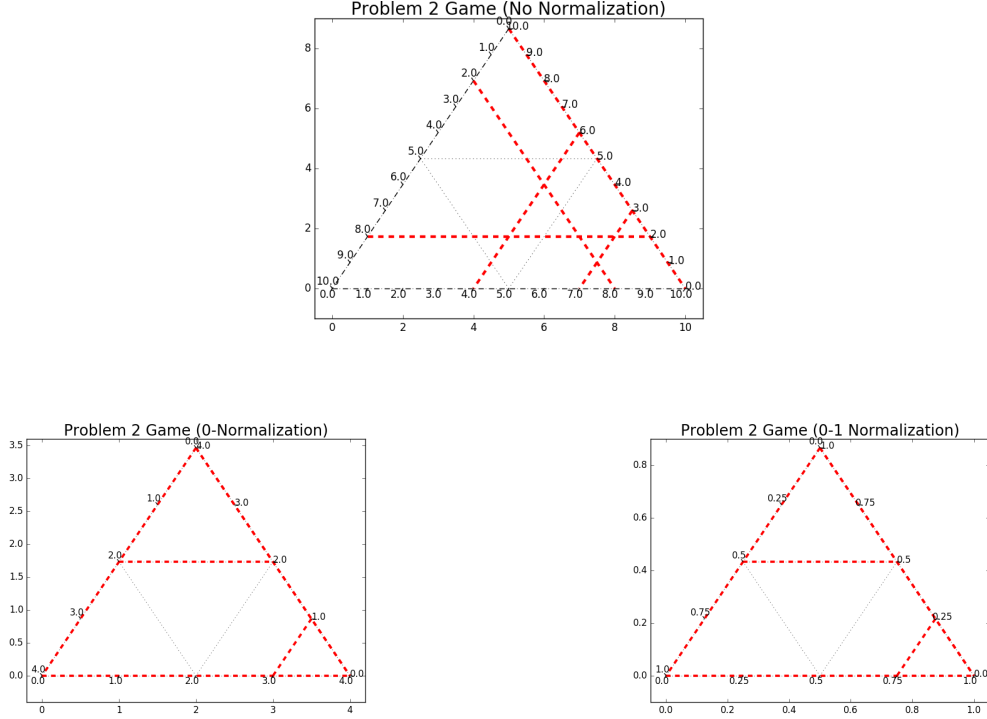 Problem 2 Game (No Normalization)
0.0 10.0
8 1.0 9.0
2.0 8.0
3.0 7.0
6
4.0 6.0
5.0 5.0
4
6.0 4.0
7.0 3.0
2 8.0 2.0
9.0 1.0
10.0 0.0
0 0.0 1.0 2.0 3.0 4.0 5.0 6.0 7.0 8.0 9.0 10.0
0 2 4 6 8 10
Problem 2 Game (0-Normalization)
0.0
3.5 4.0
3.0
2.5 1.0 3.0
2.0
2.0 2.0
1.5
1.0 3.0 1.0
0.5
4.0 0.0
0.0 0.0 1.0 2.0 3.0 4.0
0 1 2 3 4
Problem 2 Game (0-1 Normalization)
0.0 1.0
0.8
0.25 0.75
0.6
0.5 0.5
0.4
0.2 0.75 0.25
1.0 0.0
0.0 0.0 0.25 0.5 0.75 1.0
0.0 0.2 0.4 0.6 0.8 1.0